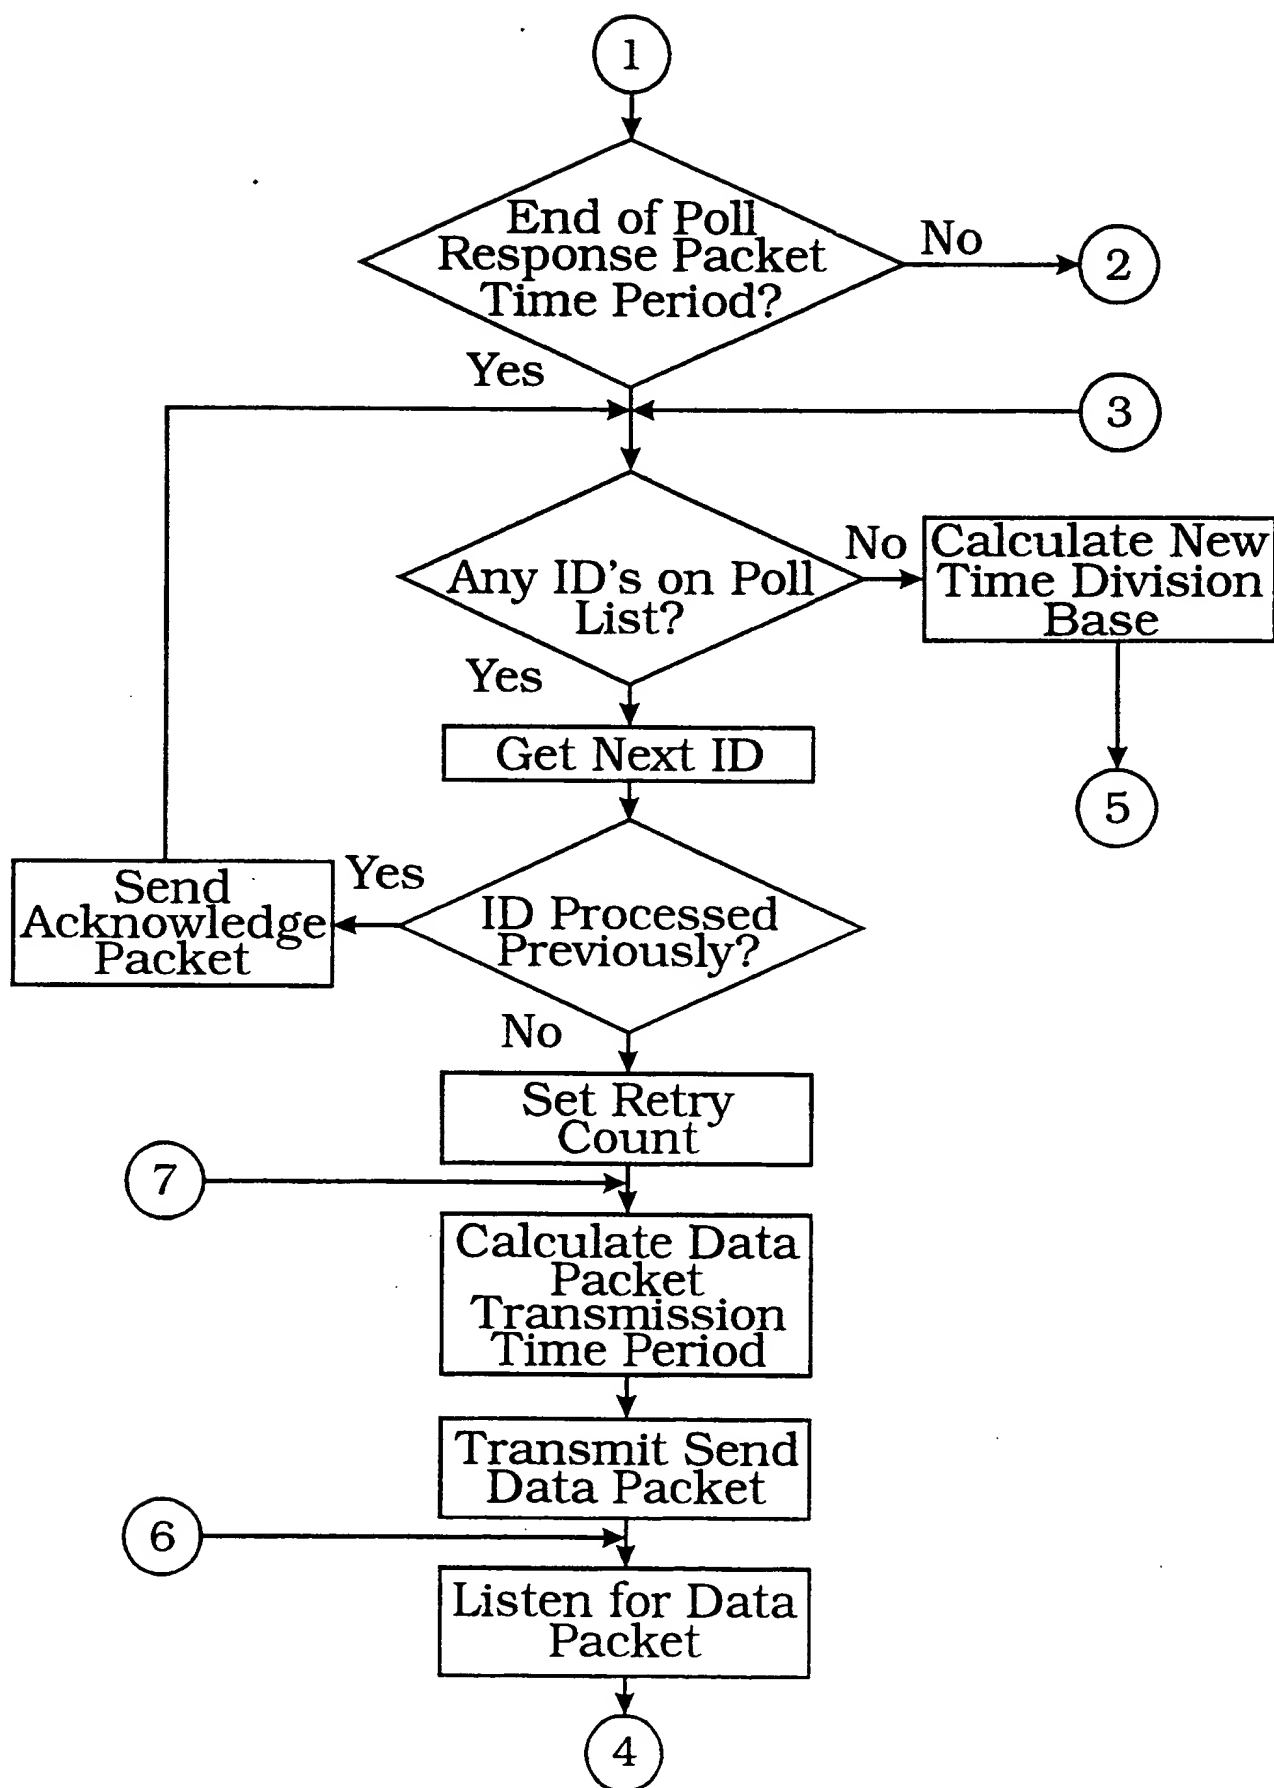 1
End of Poll
Response Packet
Time Period?
No
2
Yes
3
Any ID's on Poll
List?
No
Calculate New
Time Division
Base
Yes
Get Next ID
5
Send
Acknowledge
Packet
Yes
ID Processed
Previously?
No
Set Retry
Count
7
Calculate Data
Packet
Transmission
Time Period
Transmit Send
Data Packet
6
Listen for Data
Packet
4